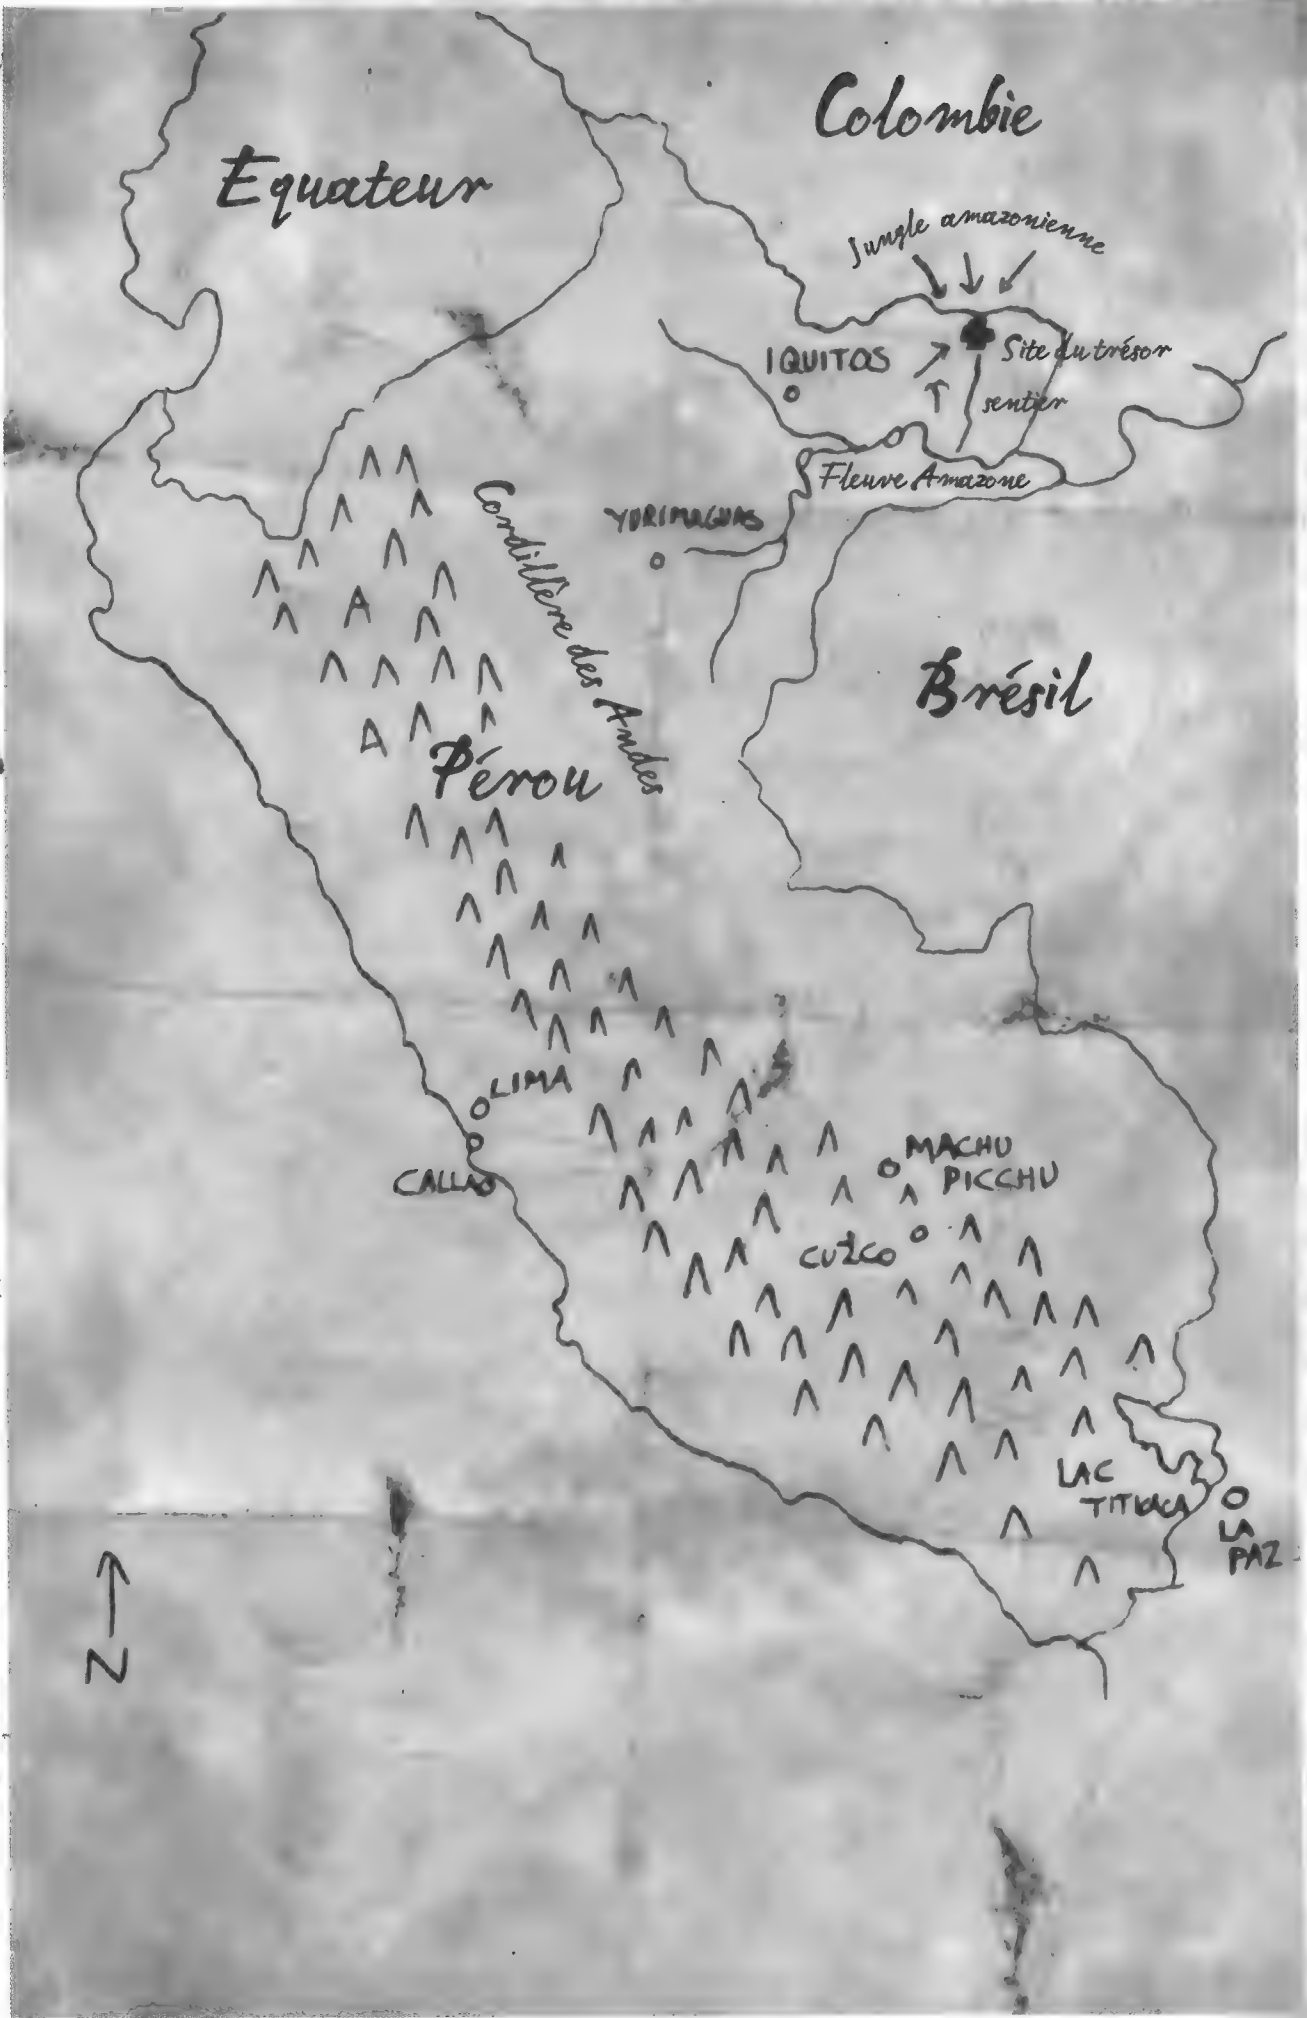 Colombie
Equateur
Jungle amazonienne
IQUITOS
Site du trésor
sentier
Fleuve Amazone
YURIMAGUAS
Cordillère des Andes
Brésil
Pérou
LIMA
CALLAO
MACHU
PICCHU
CUZCO
LAC
TITICACA
LA
PAZ
N